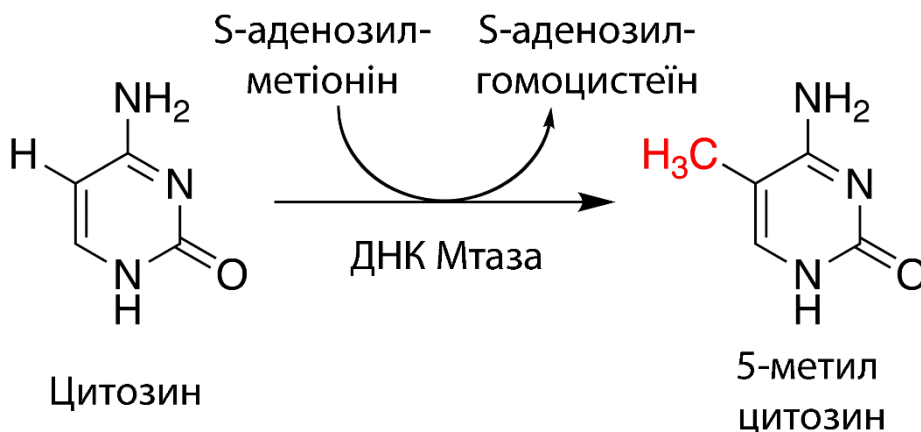 S-аденозил-
метіонін
S-аденозил-
гомоцистеїн
NH2
H
N
N
H
O
ДНК Мтаза
NH2
H3C
N
N
H
O
Цитозин
5-метил
цитозин